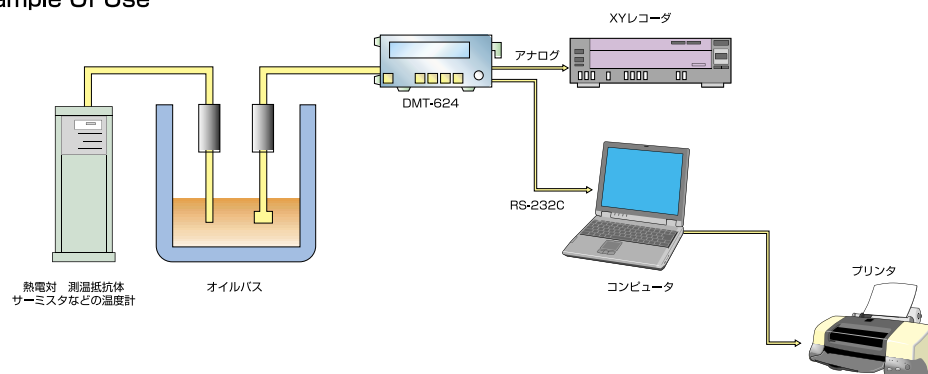 ample Of Use
XYレコーダ
アナログ
DMT-624
RS-232C
コンピュータ
プリンタ
熱電対 測温抵抗体
サーミスタなどの温度計
オイルバス